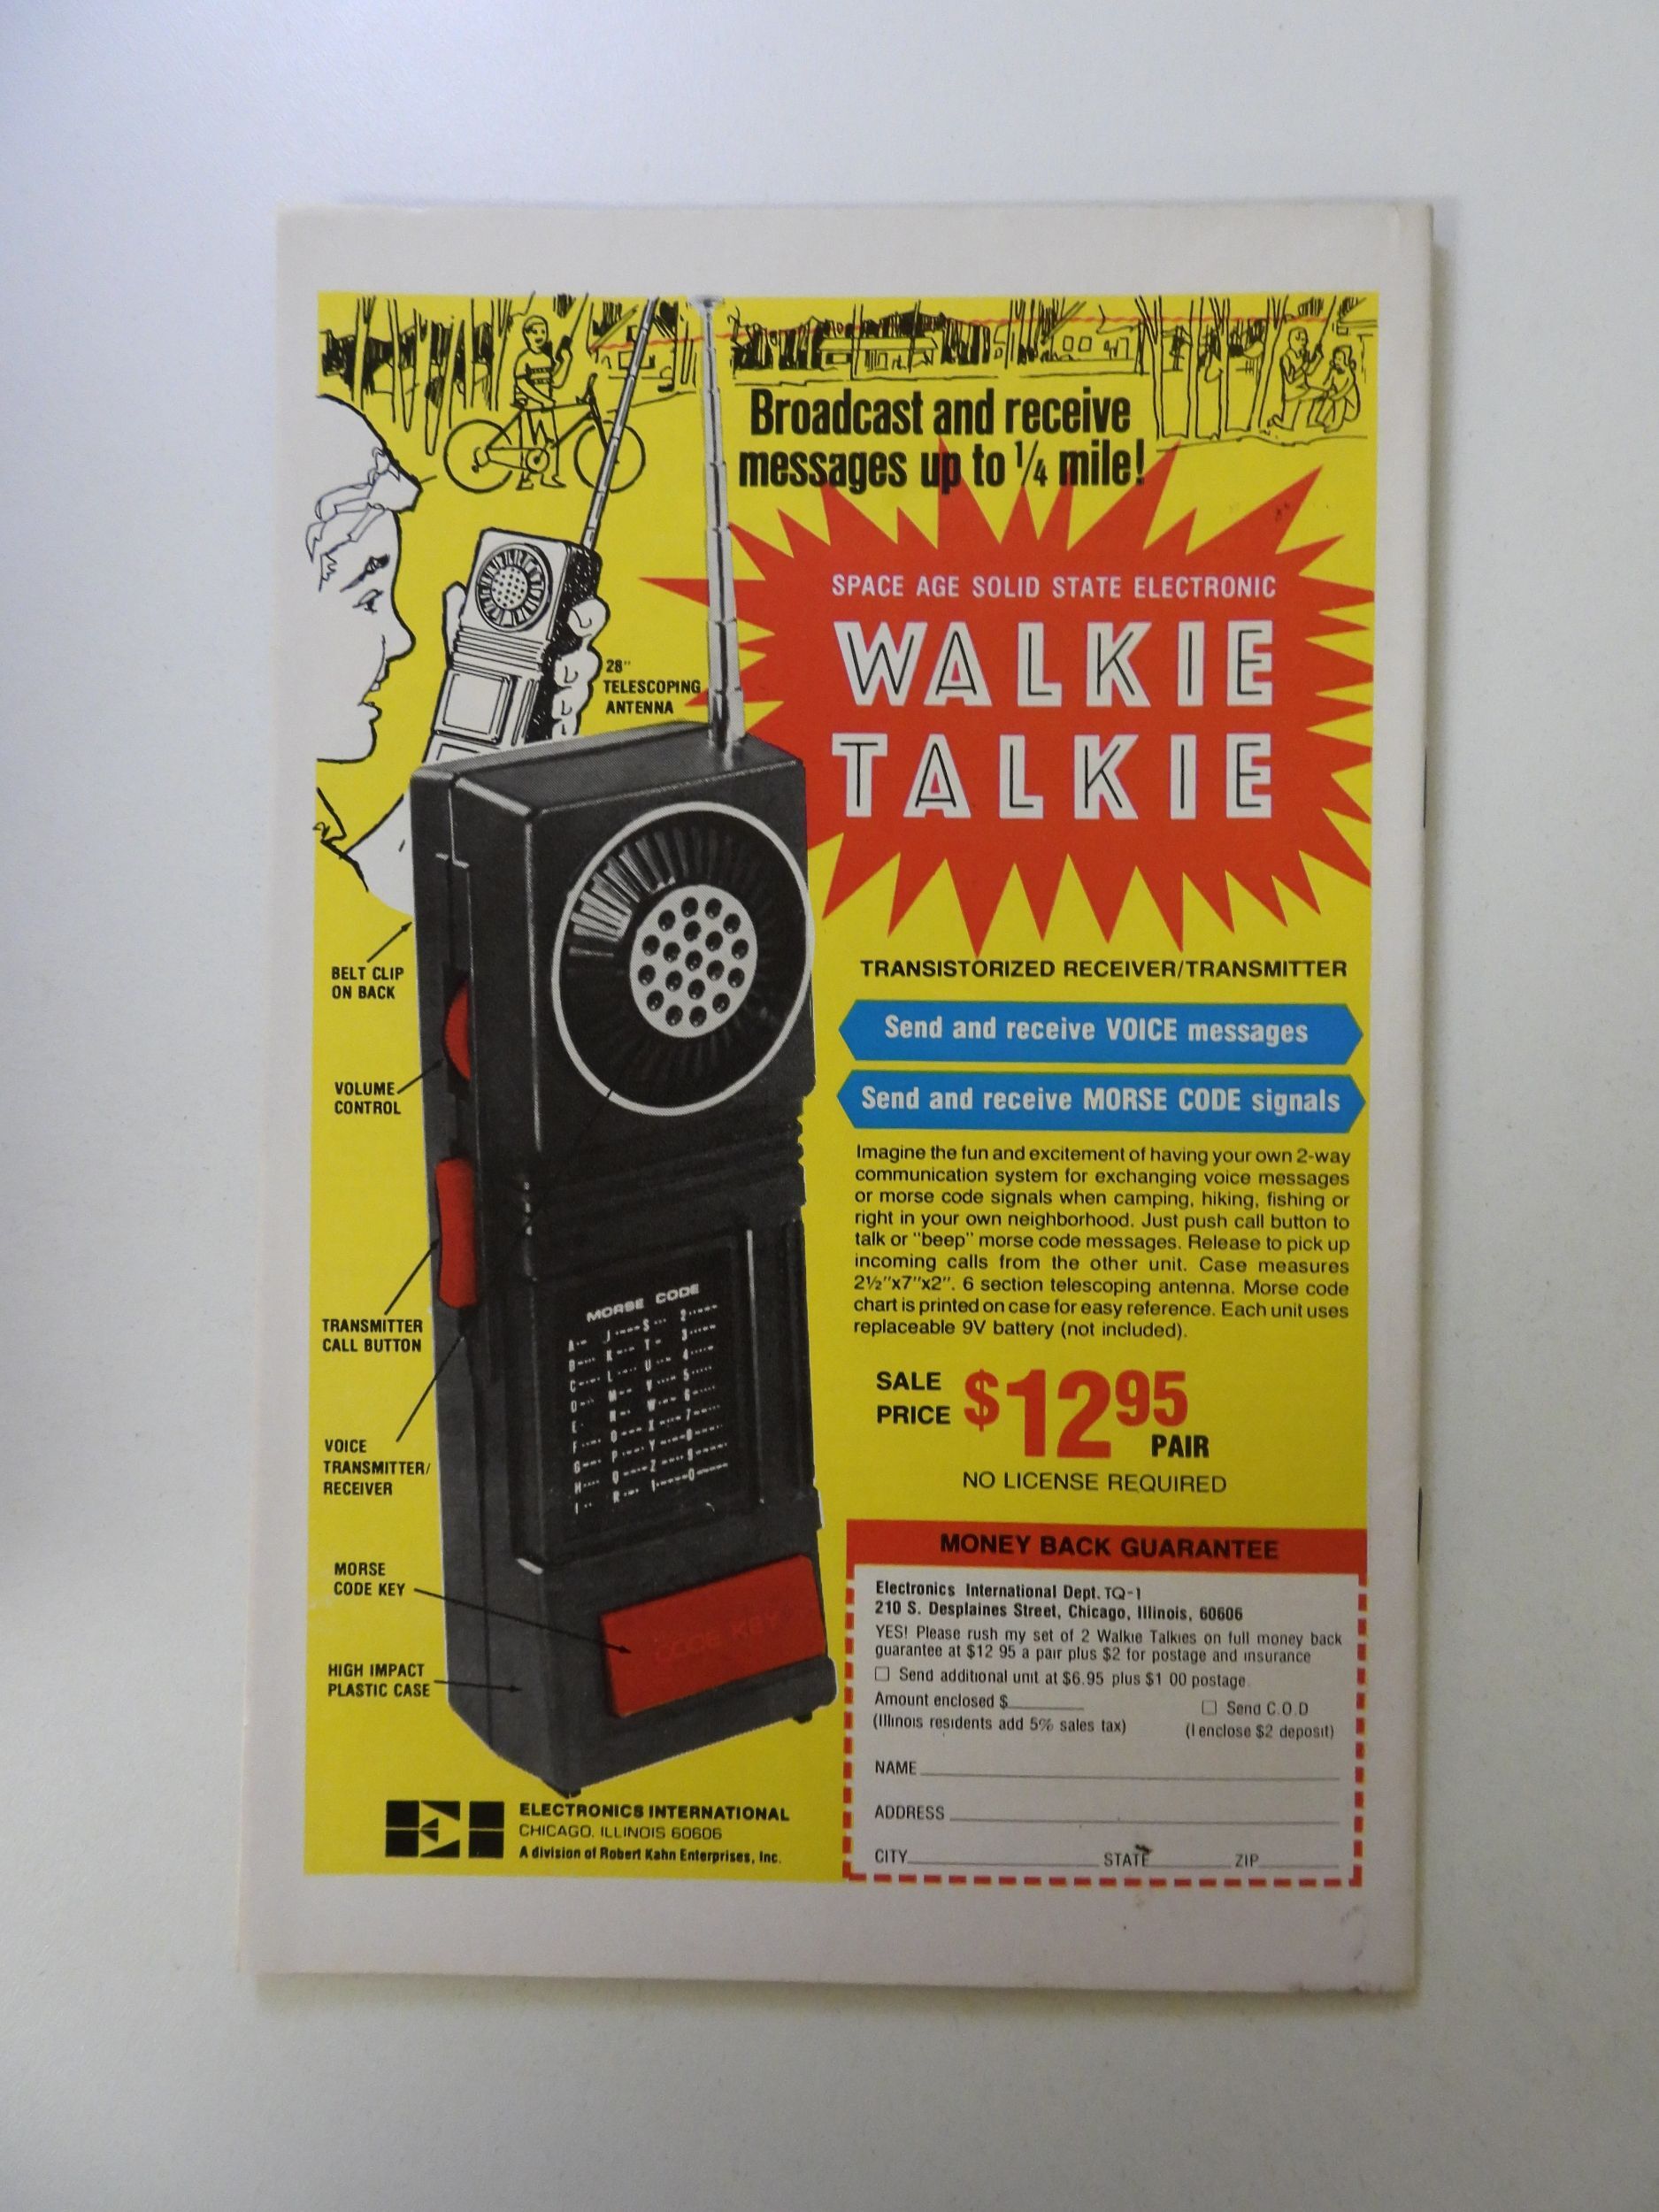 Broadcast and receive
messages up to 1/4 mile!
SPACE AGE SOLID STATE ELECTRONIC
WALKIE
TALKIE
28"
TELESCOPING
ANTENNA
BELT CLIP
ON BACK
VOLUME
CONTROL
TRANSMITTER
CALL BUTTON
VOICE
TRANSMITTER/
RECEIVER
MORSE
CODE KEY
HIGH IMPACT
PLASTIC CASE
MORSE CODE
CODE KEY
TRANSISTORIZED RECEIVER/TRANSMITTER
Send and receive VOICE messages
Send and receive MORSE CODE signals
Imagine the fun and excitement of having your own 2-way
communication system for exchanging voice messages
or morse code signals when camping, hiking, fishing or
right in your own neighborhood. Just push call button to
talk or "beep" morse code messages. Release to pick up
incoming calls from the other unit. Case measures
2½"x7"x2". 6 section telescoping antenna. Morse code
chart is printed on case for easy reference. Each unit uses
replaceable 9V battery (not included).
SALE
PRICE $12 95
PAIR
NO LICENSE REQUIRED
MONEY BACK GUARANTEE
Electronics International Dept. TQ-1
210 S. Desplaines Street, Chicago, Illinois, 60606
YES! Please rush my set of 2 Walkie Talkies on full money back
guarantee at $12 95 a pair plus $2 for postage and insurance
Send additional unit at $6.95 plus $1 00 postage.
Amount enclosed $
(Illinois residents add 5% sales tax)
Send C.O.D
(I enclose $2 deposit)
NAME
ADDRESS
CITY STATE ZIP
ELECTRONICS INTERNATIONAL
CHICAGO, ILLINOIS 60606
A division of Robert Kahn Enterprises, Inc.